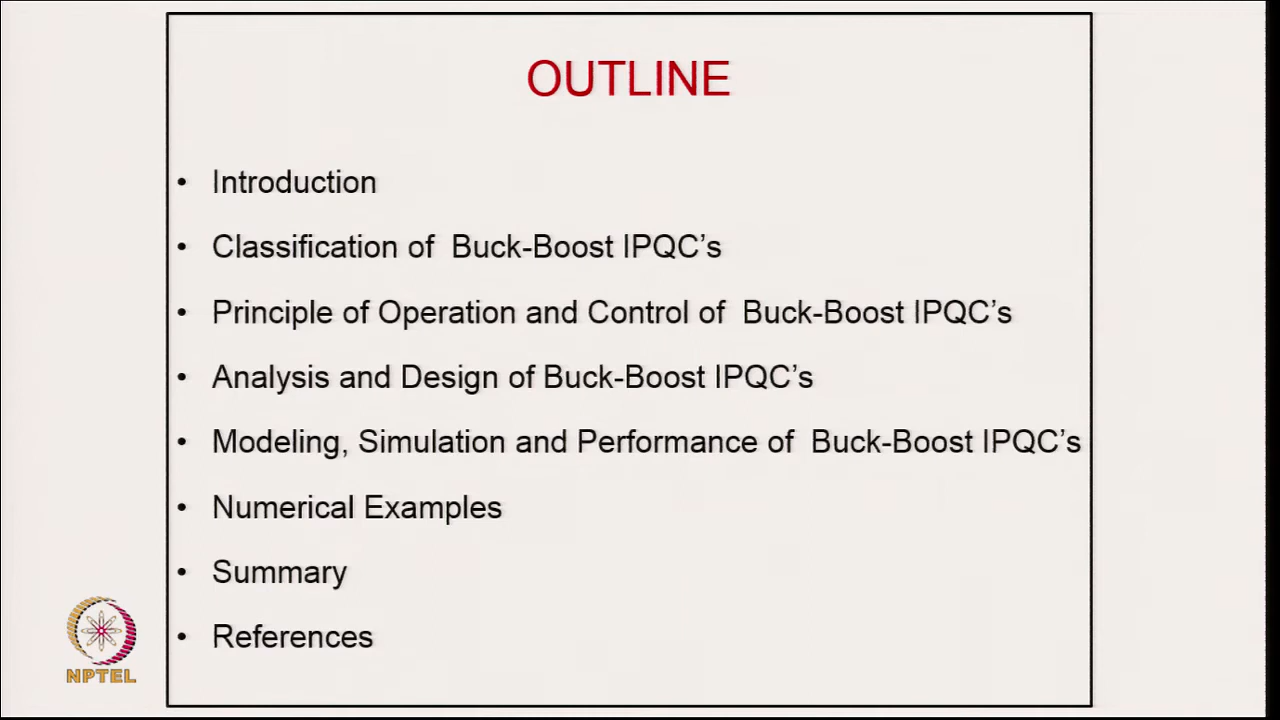 OUTLINE
• Introduction
• Classification of Buck-Boost IPQC’s
• Principle of Operation and Control of Buck-Boost IPQC’s
• Analysis and Design of Buck-Boost IPQC’s
• Modeling, Simulation and Performance of Buck-Boost IPQC’s
• Numerical Examples
• Summary
• References
NPTEL